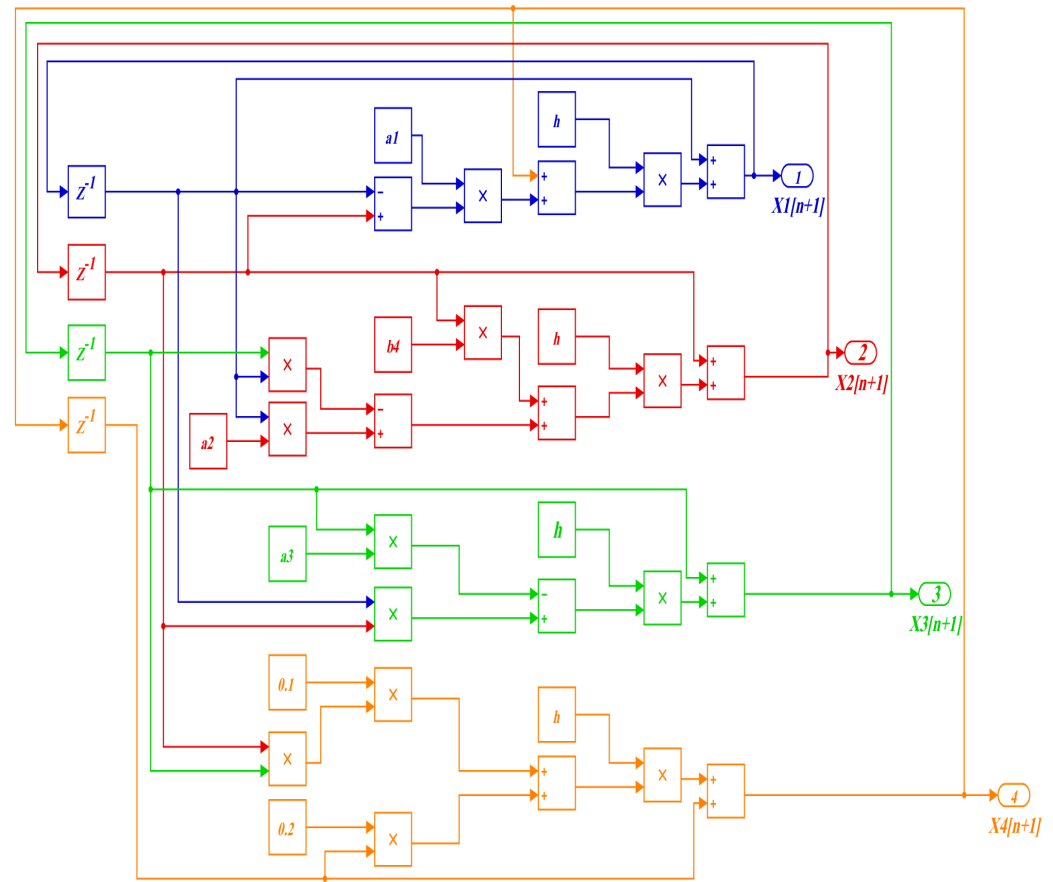 h
a1
Z-1
-
+
×
+
+
×
+
+
1
X1[n+1]
Z-1
b4
×
h
Z-1
×
×
+
+
2
X2[n+1]
Z-1
a2
×
-
+
+
+
a3
×
h
×
-
+
×
+
+
3
X3[n+1]
0.1
×
h
×
+
+
×
+
+
4
X4[n+1]
0.2
×